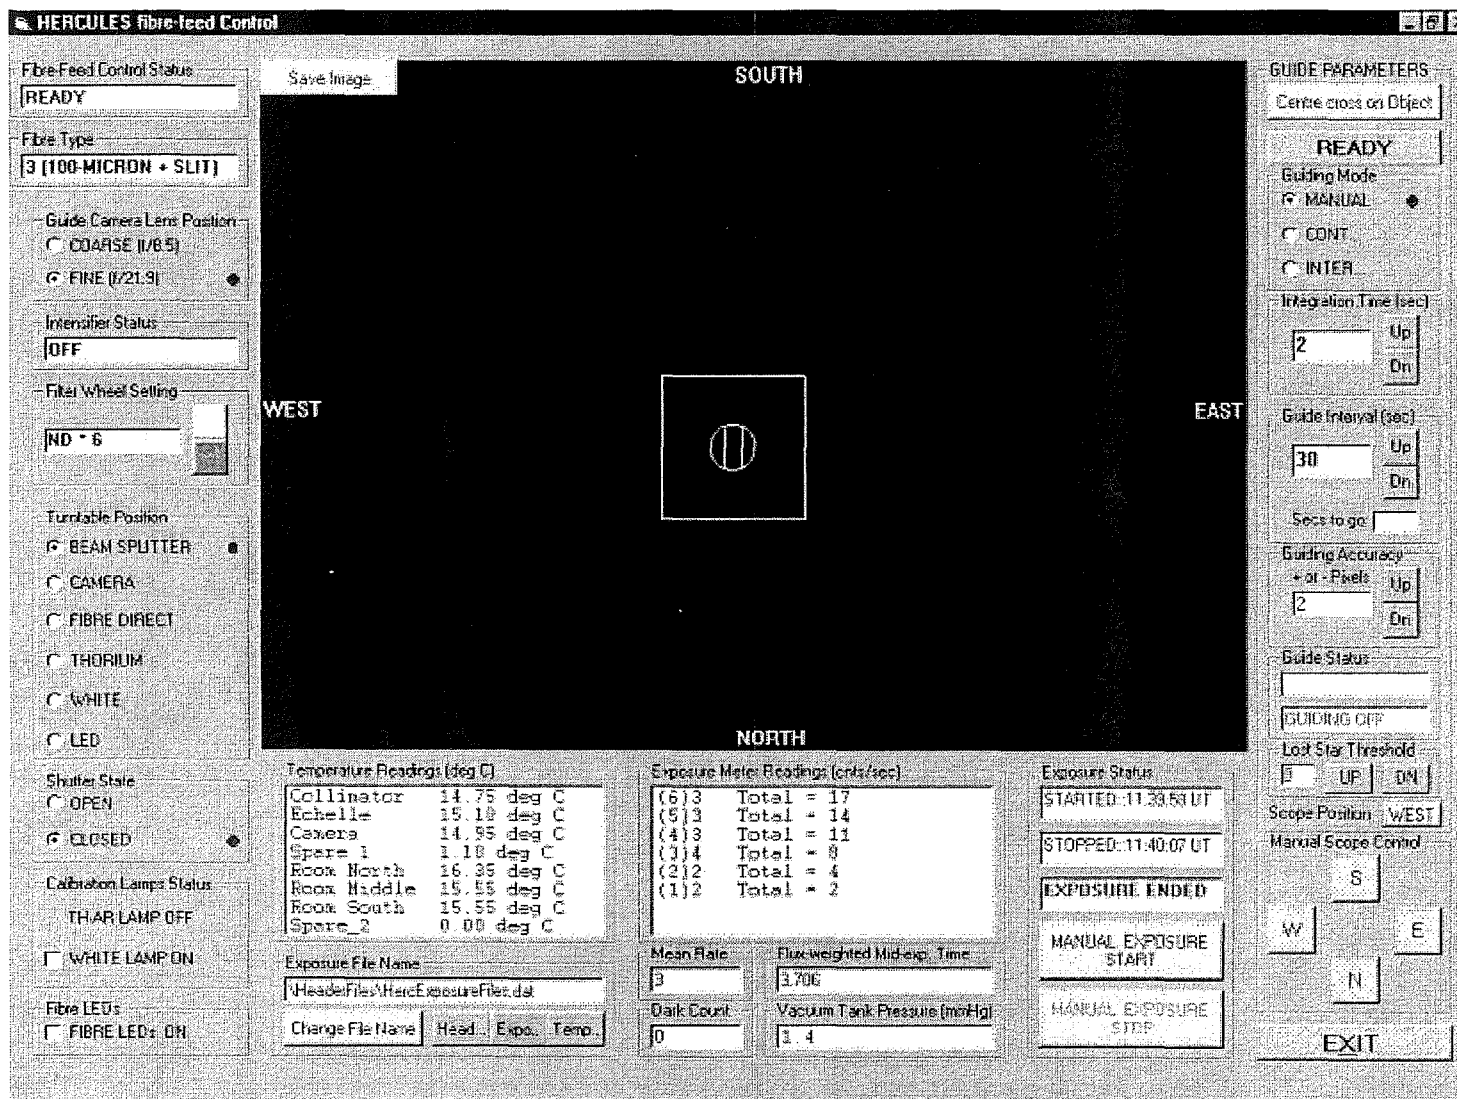 HERCULES fibre-feed Control
Fibre-Feed Control Status
READY
Fibre Type
3 (100-MICRON + SLIT)
Guide Camera Lens Position
COARSE (f/6.5)
FINE (f/21.9)
Intensifier Status
OFF
Filter Wheel Setting
ND * 6
Turntable Position
BEAM SPLITTER
CAMERA
FIBRE DIRECT
THORIUM
WHITE
LED
Shutter State
OPEN
CLOSED
Calibration Lamps Status
TH-AR LAMP OFF
WHITE LAMP ON
Fibre LEDs
FIBRE LEDs ON
Save Image
SOUTH
WEST
EAST
NORTH
Temperature Readings (deg C)
Collimator 14.75 deg C
Echelle 15.10 deg C
Camera 14.95 deg C
Spare_1 1.10 deg C
Room North 16.35 deg C
Room Middle 15.55 deg C
Room South 15.55 deg C
Spare_2 0.00 deg C
Exposure File Name
\HeaderFiles\HercExposureFiles.dat
Change File Name
Head..
Expo..
Temp..
Exposure Meter Readings (cnts/sec)
(6)3 Total = 17
(5)3 Total = 14
(4)3 Total = 11
(3)4 Total = 8
(2)2 Total = 4
(1)2 Total = 2
Mean Rate
3
Flux-weighted Mid-exp. Time
3.706
Dark Count
0
Vacuum Tank Pressure (mmHg)
3.4
Exposure Status
STARTED::11:39:58 UT
STOPPED::11:40:07 UT
EXPOSURE ENDED
MANUAL EXPOSURE
START
MANUAL EXPOSURE
STOP
GUIDE PARAMETERS
Centre cross on Object
READY
Guiding Mode
MANUAL
CONT...
INTER...
Integration Time (sec)
2
Up
Dn
Guide Interval (sec)
30
Up
Dn
Secs to go
Guiding Accuracy
+ or - Pixels
2
Up
Dn
Guide Status
GUIDING OFF
Lost Star Threshold
3
UP
DN
Scope Position
WEST
Manual Scope Control
S
W
E
N
EXIT